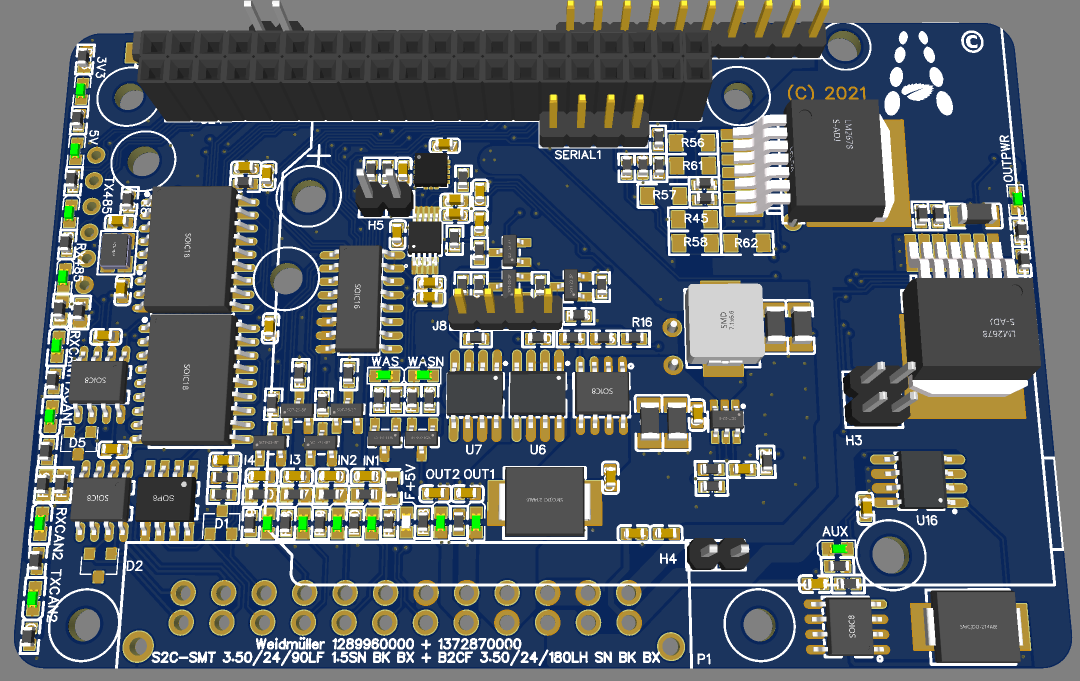 ©
(C) 2021
3V3
5V
TX485
RX485
SERIAL1
R56
R61
R57
R45
R58
R62
LM2678
S-ADJ
OUTPWR
LM2678
S-ADJ
H5
J8
R16
SOIC18
SOIC16
SOIC18
SMD
WAS
WASN
SOIC8
SOIC8
U7
U6
H3
D5
I4
I3
IN2
IN1
F+5V
OUT2
OUT1
SOIC8
SOP8
D1
U16
H4
AUX
RXCAN2
TXCAN2
D2
SOIC8
P1
Weidmüller 1289960000 + 1372870000
S2C-SMT 3.50/24/90LF 1.5SN BK BX + B2CF 3.50/24/180LH SN BK BX